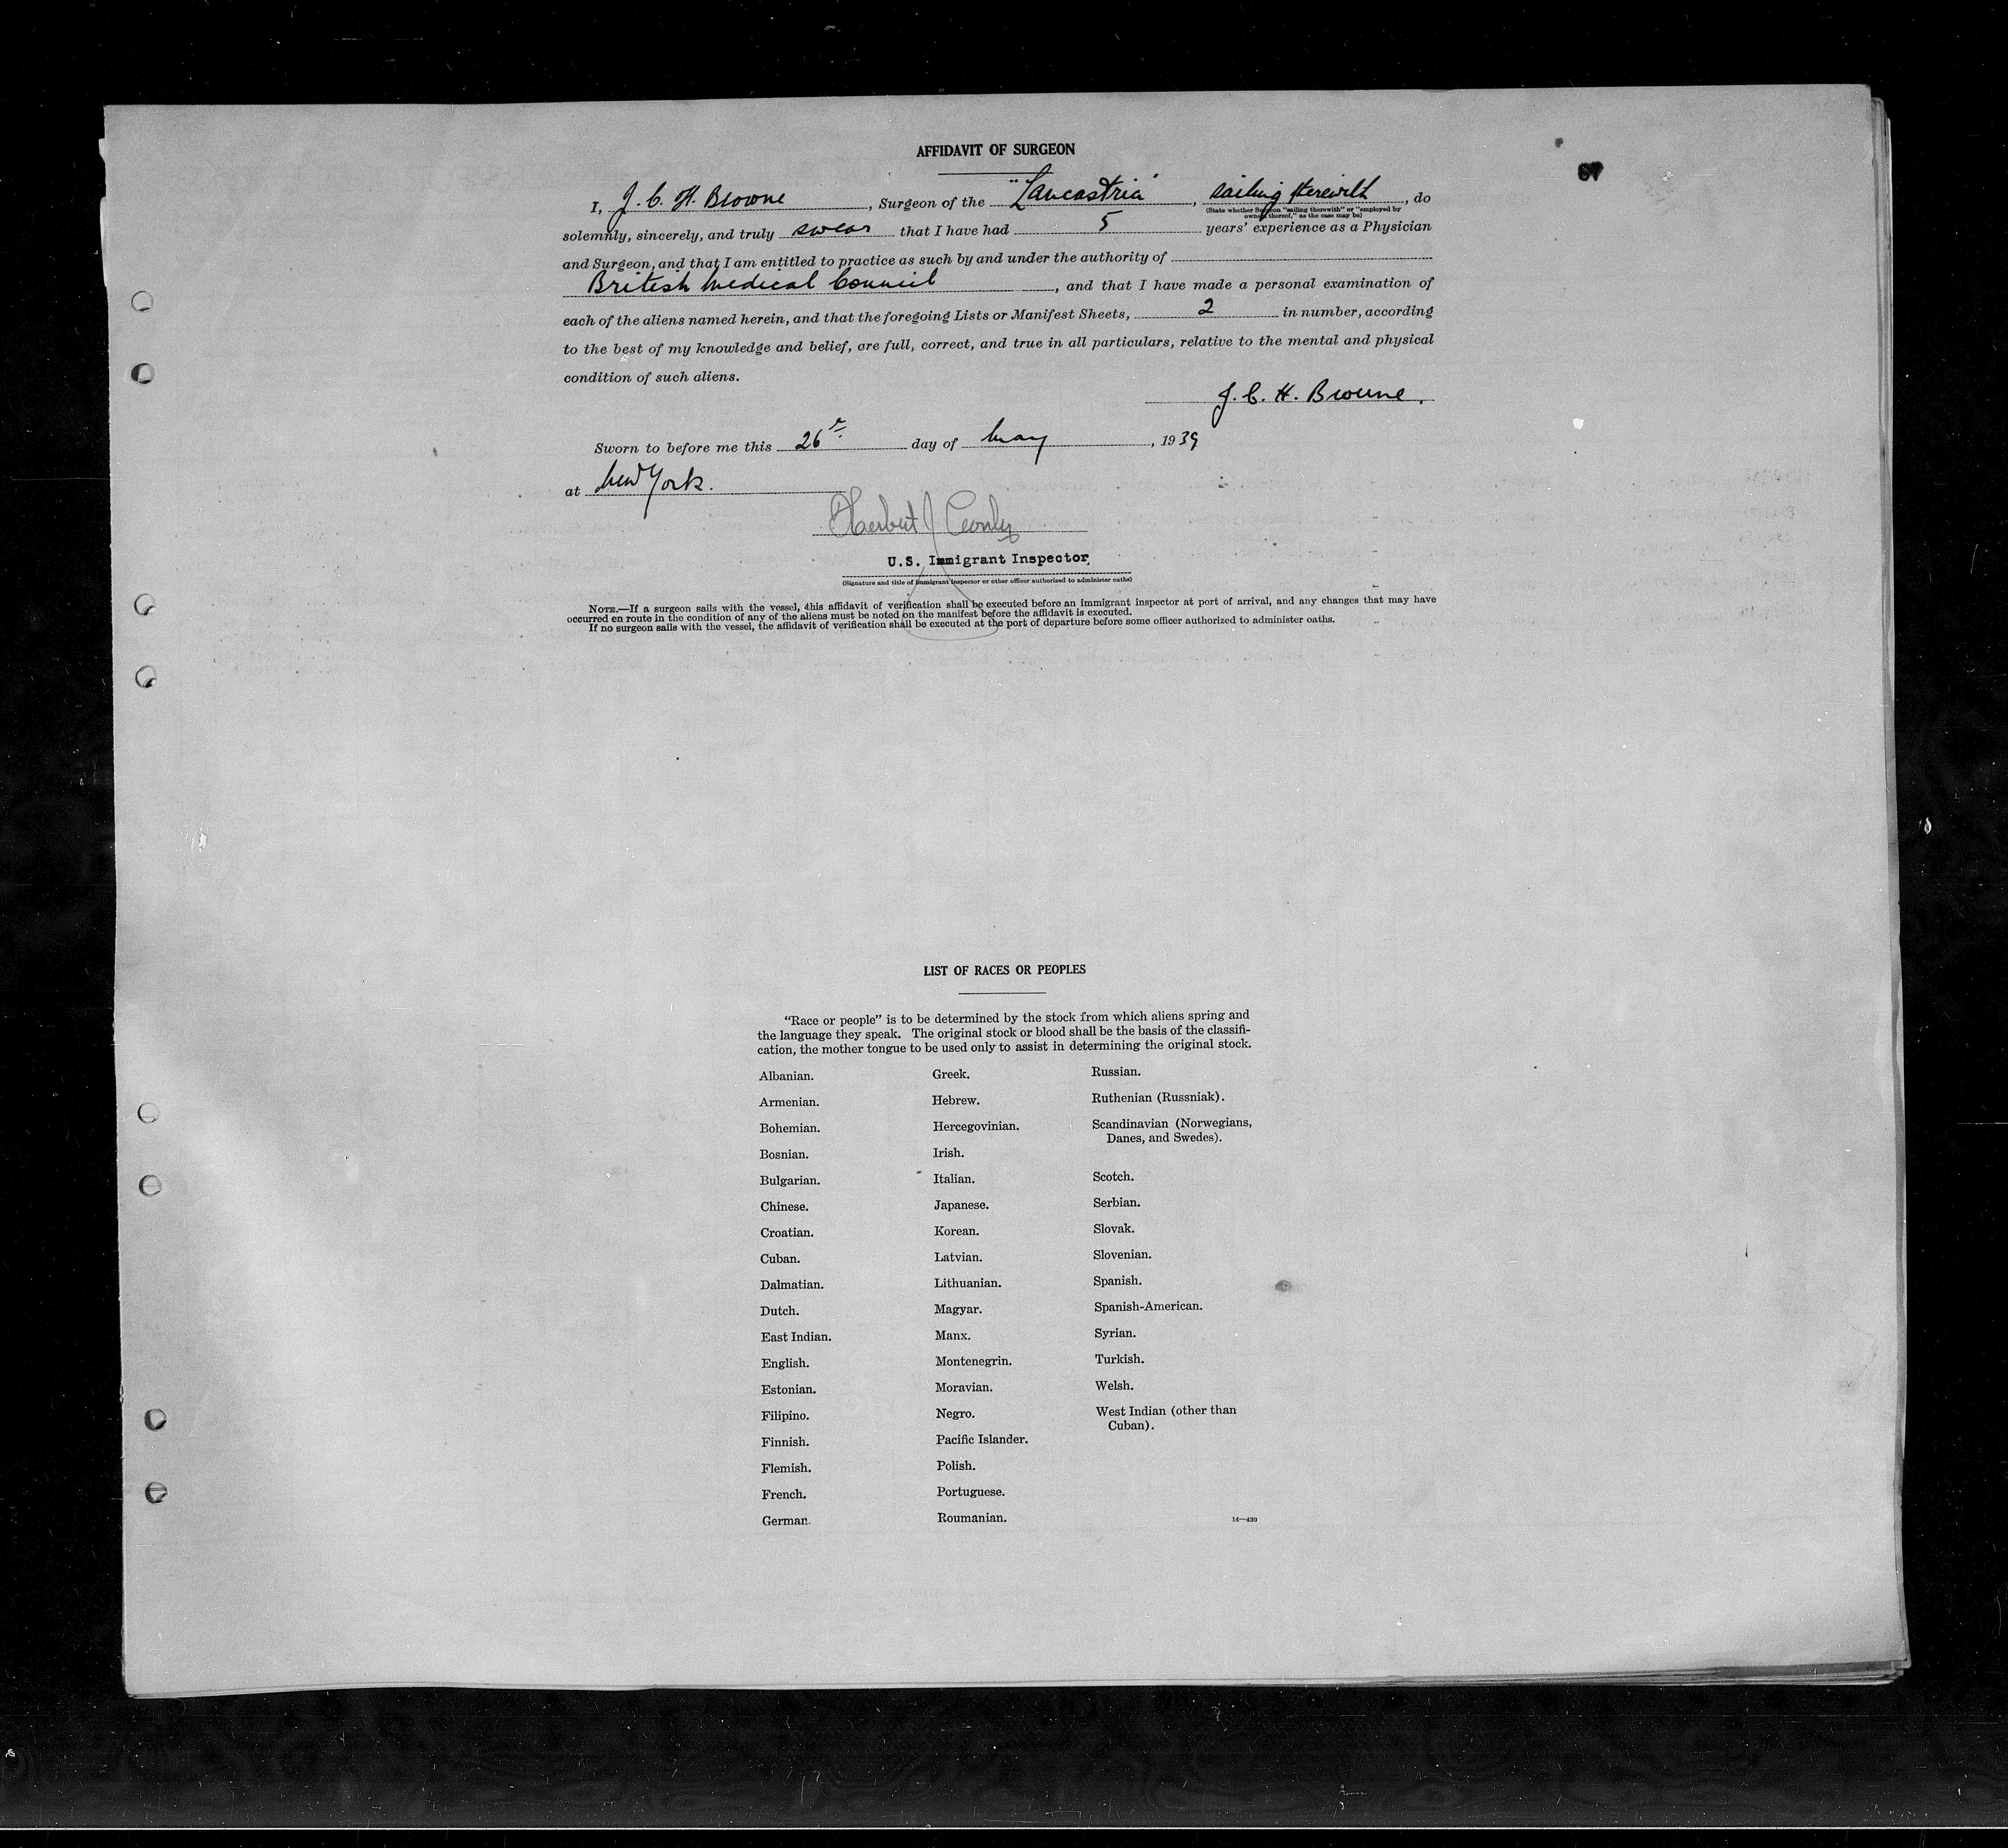 AFFIDAVIT OF SURGEON
67
I, J. C. H. Browne, Surgeon of the "Lancastria", sailing therewith, do
(State whether Surgeon "sailing therewith" or "employed by
owners thereof," as the case may be)
solemnly, sincerely, and truly swear that I have had 5 years' experience as a Physician
and Surgeon, and that I am entitled to practice as such by and under the authority of
British Medical Council, and that I have made a personal examination of
each of the aliens named herein, and that the foregoing Lists or Manifest Sheets, 2 in number, according
to the best of my knowledge and belief, are full, correct, and true in all particulars, relative to the mental and physical
condition of such aliens.
J. C. H. Browne.
Sworn to before me this 26th day of May, 1939
at New York.
Herbert J
U.S. Immigrant Inspector
(Signature and title of immigrant inspector or other officer authorized to administer oaths)
NOTE.—If a surgeon sails with the vessel, this affidavit of verification shall be executed before an immigrant inspector at port of arrival, and any changes that may have
occurred en route in the condition of any of the aliens must be noted on the manifest before the affidavit is executed.
If no surgeon sails with the vessel, the affidavit of verification shall be executed at the port of departure before some officer authorized to administer oaths.
LIST OF RACES OR PEOPLES
"Race or people" is to be determined by the stock from which aliens spring and
the language they speak. The original stock or blood shall be the basis of the classifi-
cation, the mother tongue to be used only to assist in determining the original stock.
Albanian.
Armenian.
Bohemian.
Bosnian.
Bulgarian.
Chinese.
Croatian.
Cuban.
Dalmatian.
Dutch.
East Indian.
English.
Estonian.
Filipino.
Finnish.
Flemish.
French.
German.
Greek.
Hebrew.
Hercegovinian.
Irish.
Italian.
Japanese.
Korean.
Latvian.
Lithuanian.
Magyar.
Manx.
Montenegrin.
Moravian.
Negro.
Pacific Islander.
Polish.
Portuguese.
Roumanian.
Russian.
Ruthenian (Russniak).
Scandinavian (Norwegians,
Danes, and Swedes).
Scotch.
Serbian.
Slovak.
Slovenian.
Spanish.
Spanish-American.
Syrian.
Turkish.
Welsh.
West Indian (other than
Cuban).
14—430